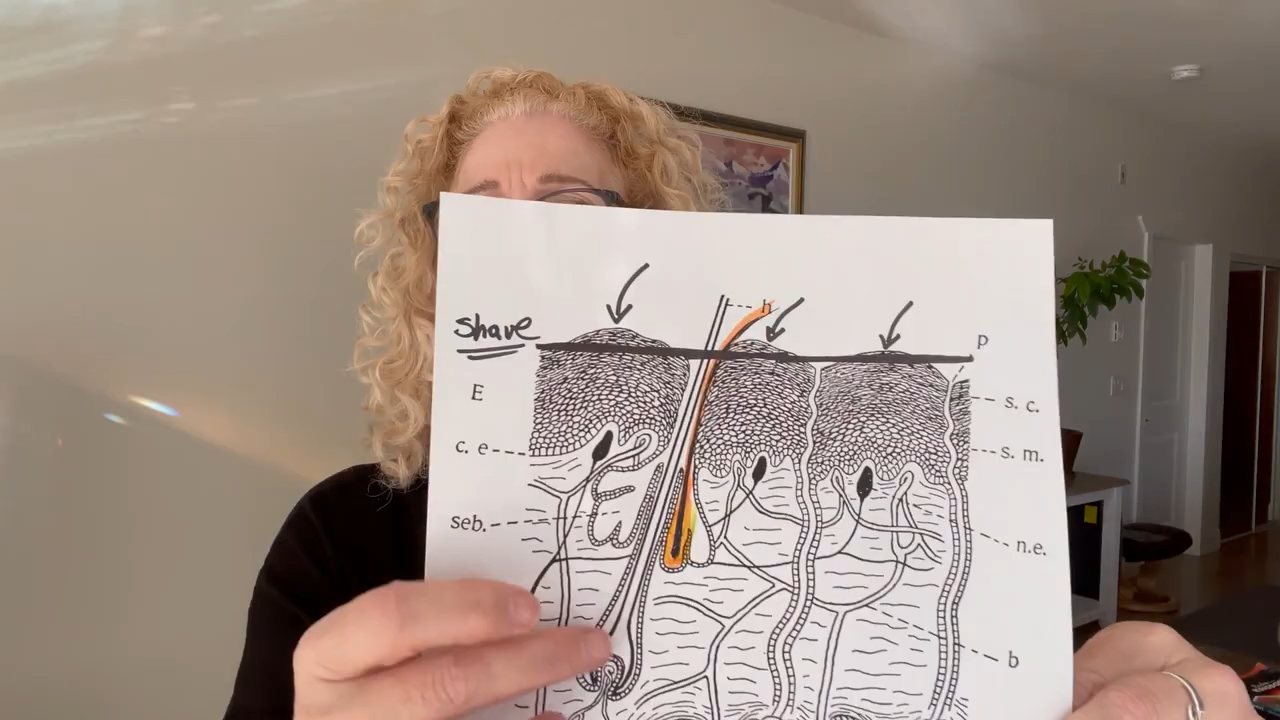 h
Shave
p
E
s. c.
c. e
s. m.
seb.
n.e.
b